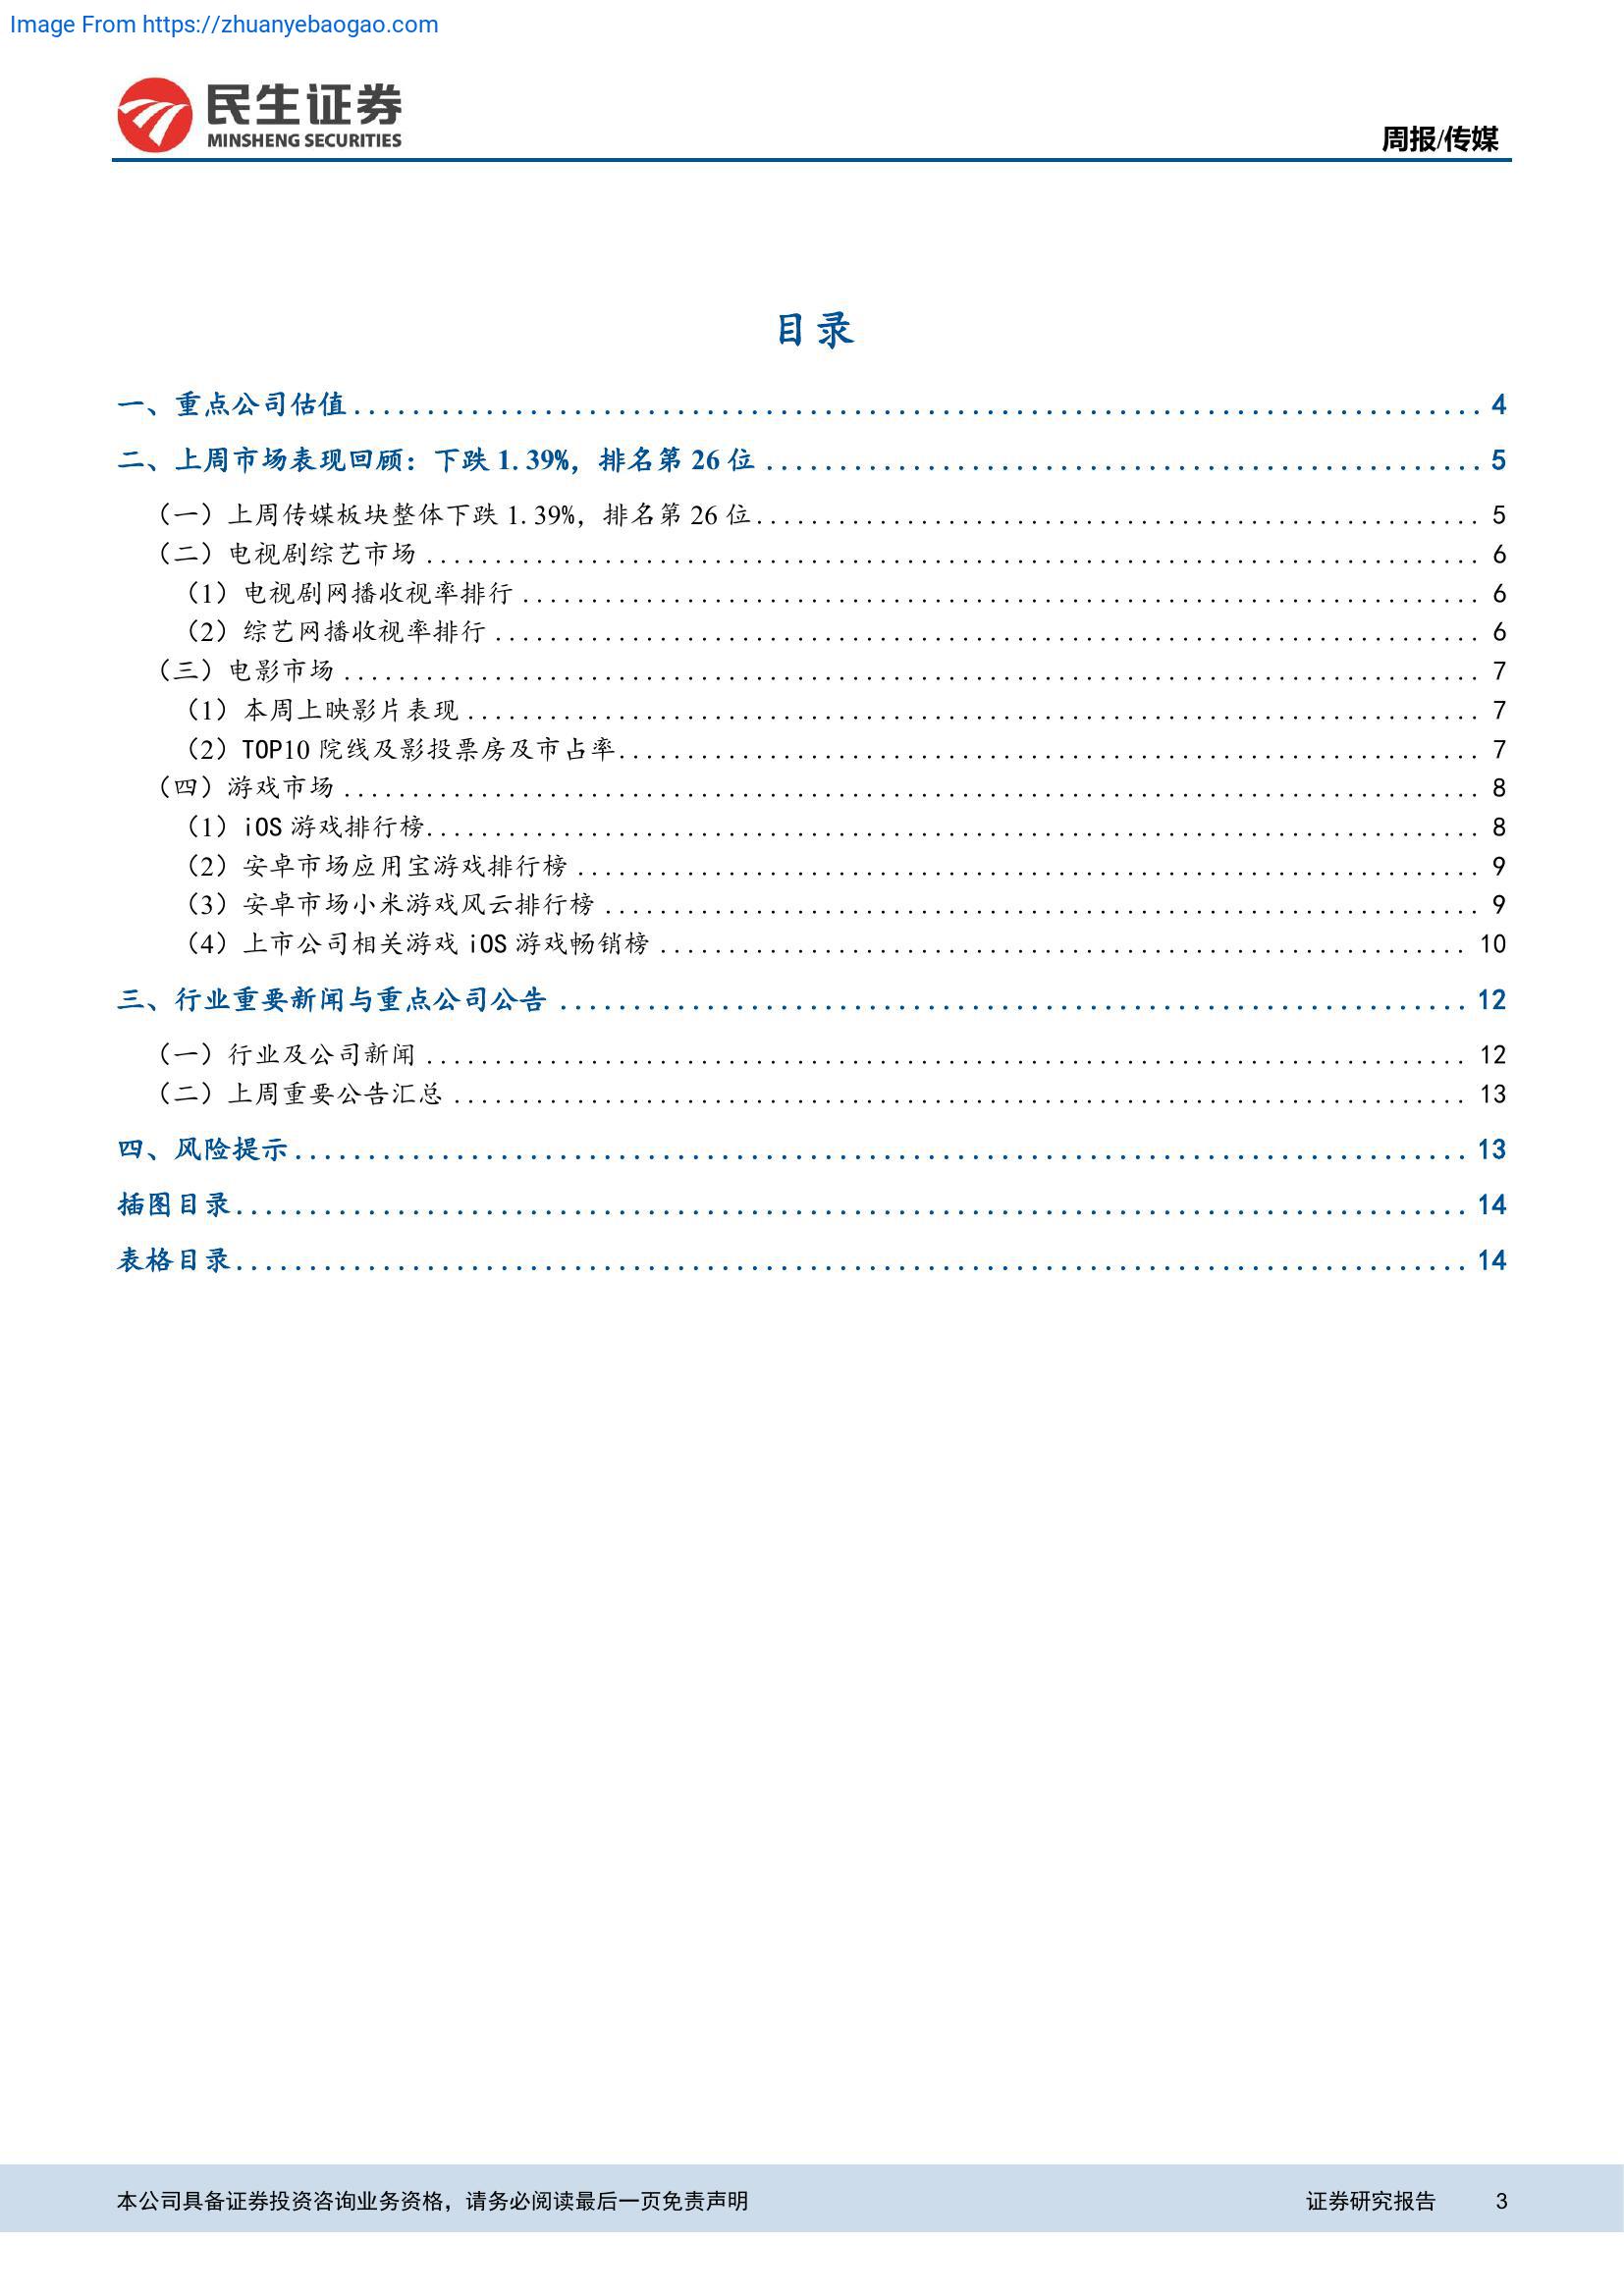 Image From https://zhuanyebaogao.com
民生证券
MINSHENG SECURITIES
周报/传媒
目录
一、重点公司估值 4
二、上周市场表现回顾：下跌 1.39%，排名第 26 位 5
（一）上周传媒板块整体下跌 1.39%，排名第 26 位 5
（二）电视剧综艺市场 6
（1）电视剧网播收视率排行 6
（2）综艺网播收视率排行 6
（三）电影市场 7
（1）本周上映影片表现 7
（2）TOP10 院线及影投票房及市占率 7
（四）游戏市场 8
（1）iOS 游戏排行榜 8
（2）安卓市场应用宝游戏排行榜 9
（3）安卓市场小米游戏风云排行榜 9
（4）上市公司相关游戏 iOS 游戏畅销榜 10
三、行业重要新闻与重点公司公告 12
（一）行业及公司新闻 12
（二）上周重要公告汇总 13
四、风险提示 13
插图目录 14
表格目录 14
本公司具备证券投资咨询业务资格，请务必阅读最后一页免责声明 证券研究报告 3